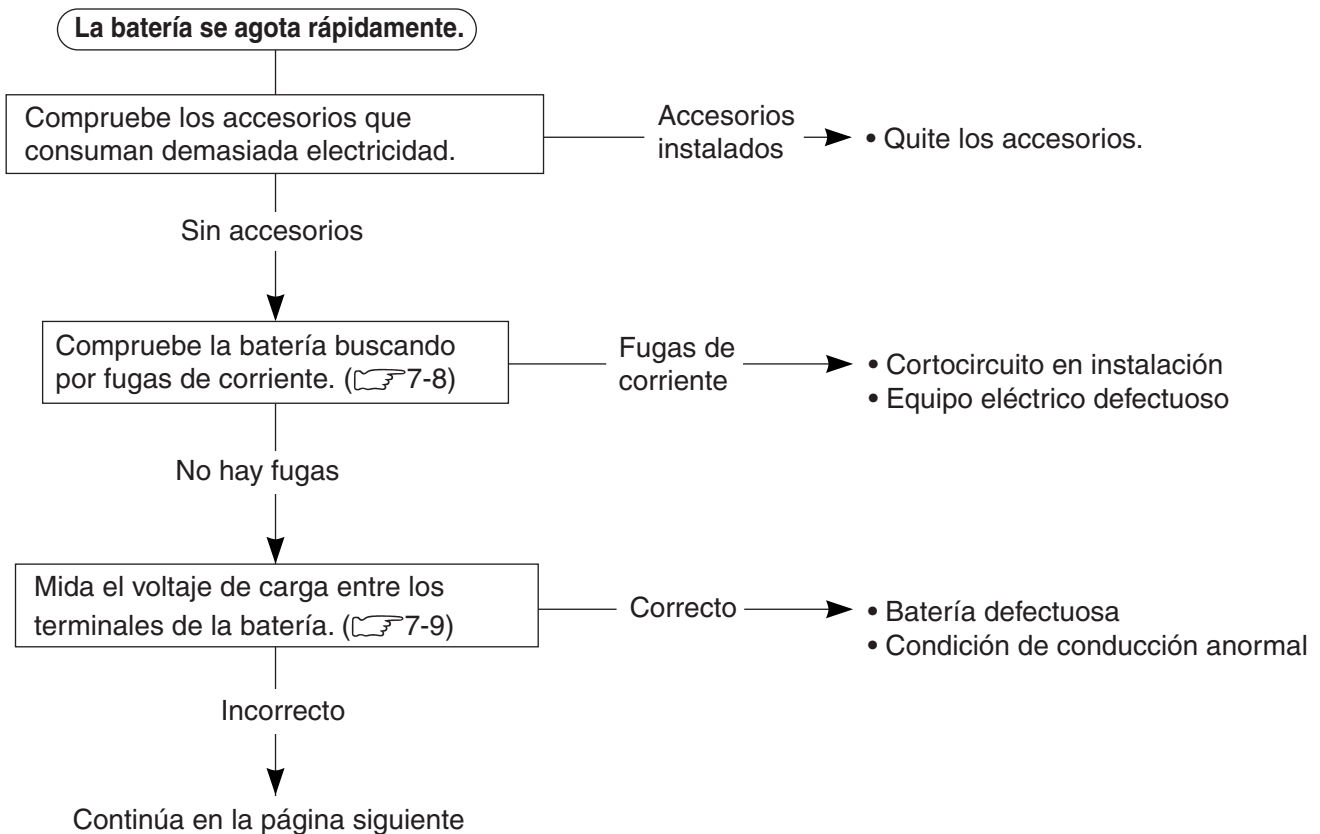 La batería se agota rápidamente.
Compruebe los accesorios que
consuman demasiada electricidad.
Accesorios
instalados
• Quite los accesorios.
Sin accesorios
Compruebe la batería buscando
por fugas de corriente. (7-8)
Fugas de
corriente
• Cortocircuito en instalación
• Equipo eléctrico defectuoso
No hay fugas
Mida el voltaje de carga entre los
terminales de la batería. (7-9)
Correcto
• Batería defectuosa
• Condición de conducción anormal
Incorrecto
Continúa en la página siguiente